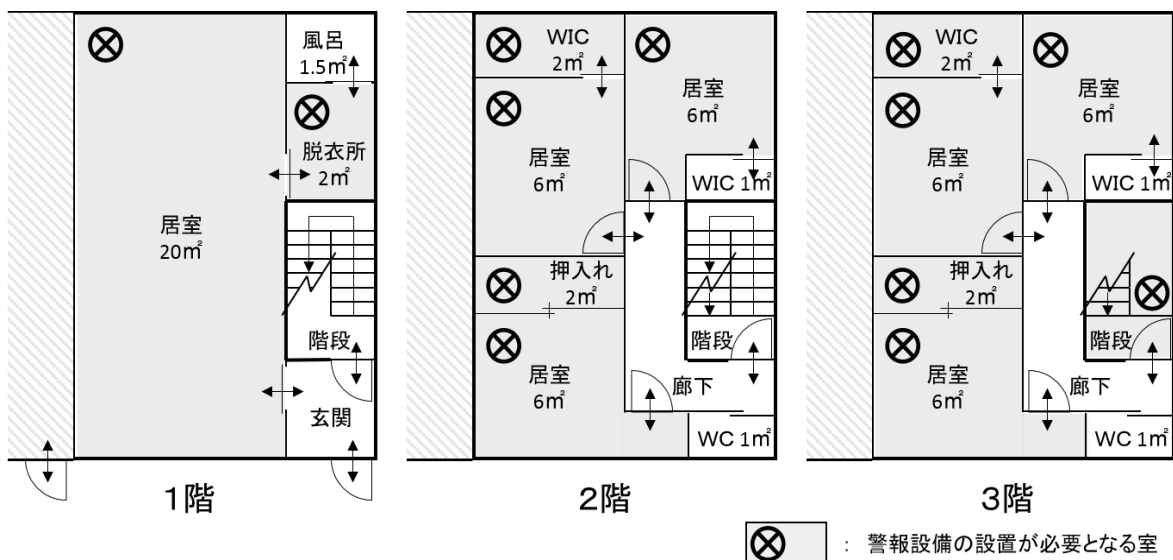 風呂
1.5㎡
脱衣所
2㎡
居室
20㎡
階段
玄関
1階
WIC
2㎡
居室
6㎡
居室
6㎡
WIC 1㎡
押入れ
2㎡
階段
居室
6㎡
廊下
WC 1㎡
2階
WIC
2㎡
居室
6㎡
居室
6㎡
WIC 1㎡
押入れ
2㎡
階段
居室
6㎡
廊下
WC 1㎡
3階
: 警報設備の設置が必要となる室